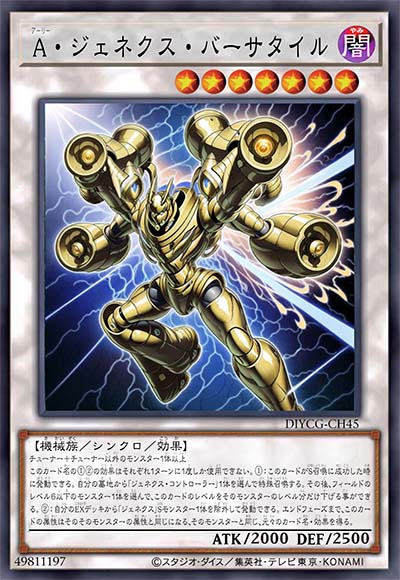 アーリー
A・ジェネクス・バーサタイル
やみ
闇
DIYCG-CH45
【機械族／シンクロ／効果】
チューナー＋チューナー以外のモンスター1体以上
このカード名の①②の効果はそれぞれ1ターンに1度しか使用できない。①：このカードがS召喚に成功した時
に発動できる。自分の墓地から「ジェネクス・コントローラー」1体を選んで特殊召喚する。その後、フィールドの
レベル6以下のモンスター1体を選んで、このカードのレベルをそのモンスターのレベル分だけ下げる事ができ
る。②：自分のEXデッキから「ジェネクス」Sモンスター1体を除外して発動できる。エンドフェーズまで、このカー
ドの属性はそのそのモンスターの属性と同じになる、そのモンスターと同じ、元々のカード名・効果を得る。
ATK/2000 DEF/2500
49811197
©スタジオ・ダイス／集英社・テレビ東京・KONAMI